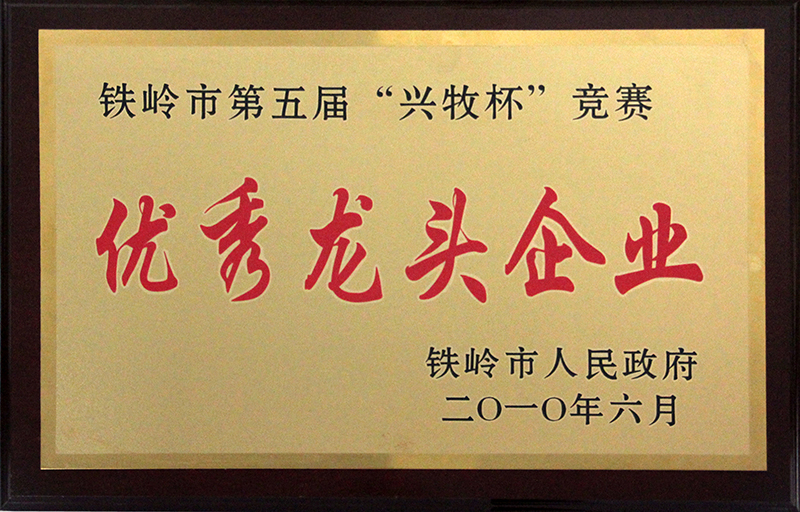 铁岭市第五届“兴牧杯”竞赛
优秀龙头企业
铁岭市人民政府
二〇一〇年六月